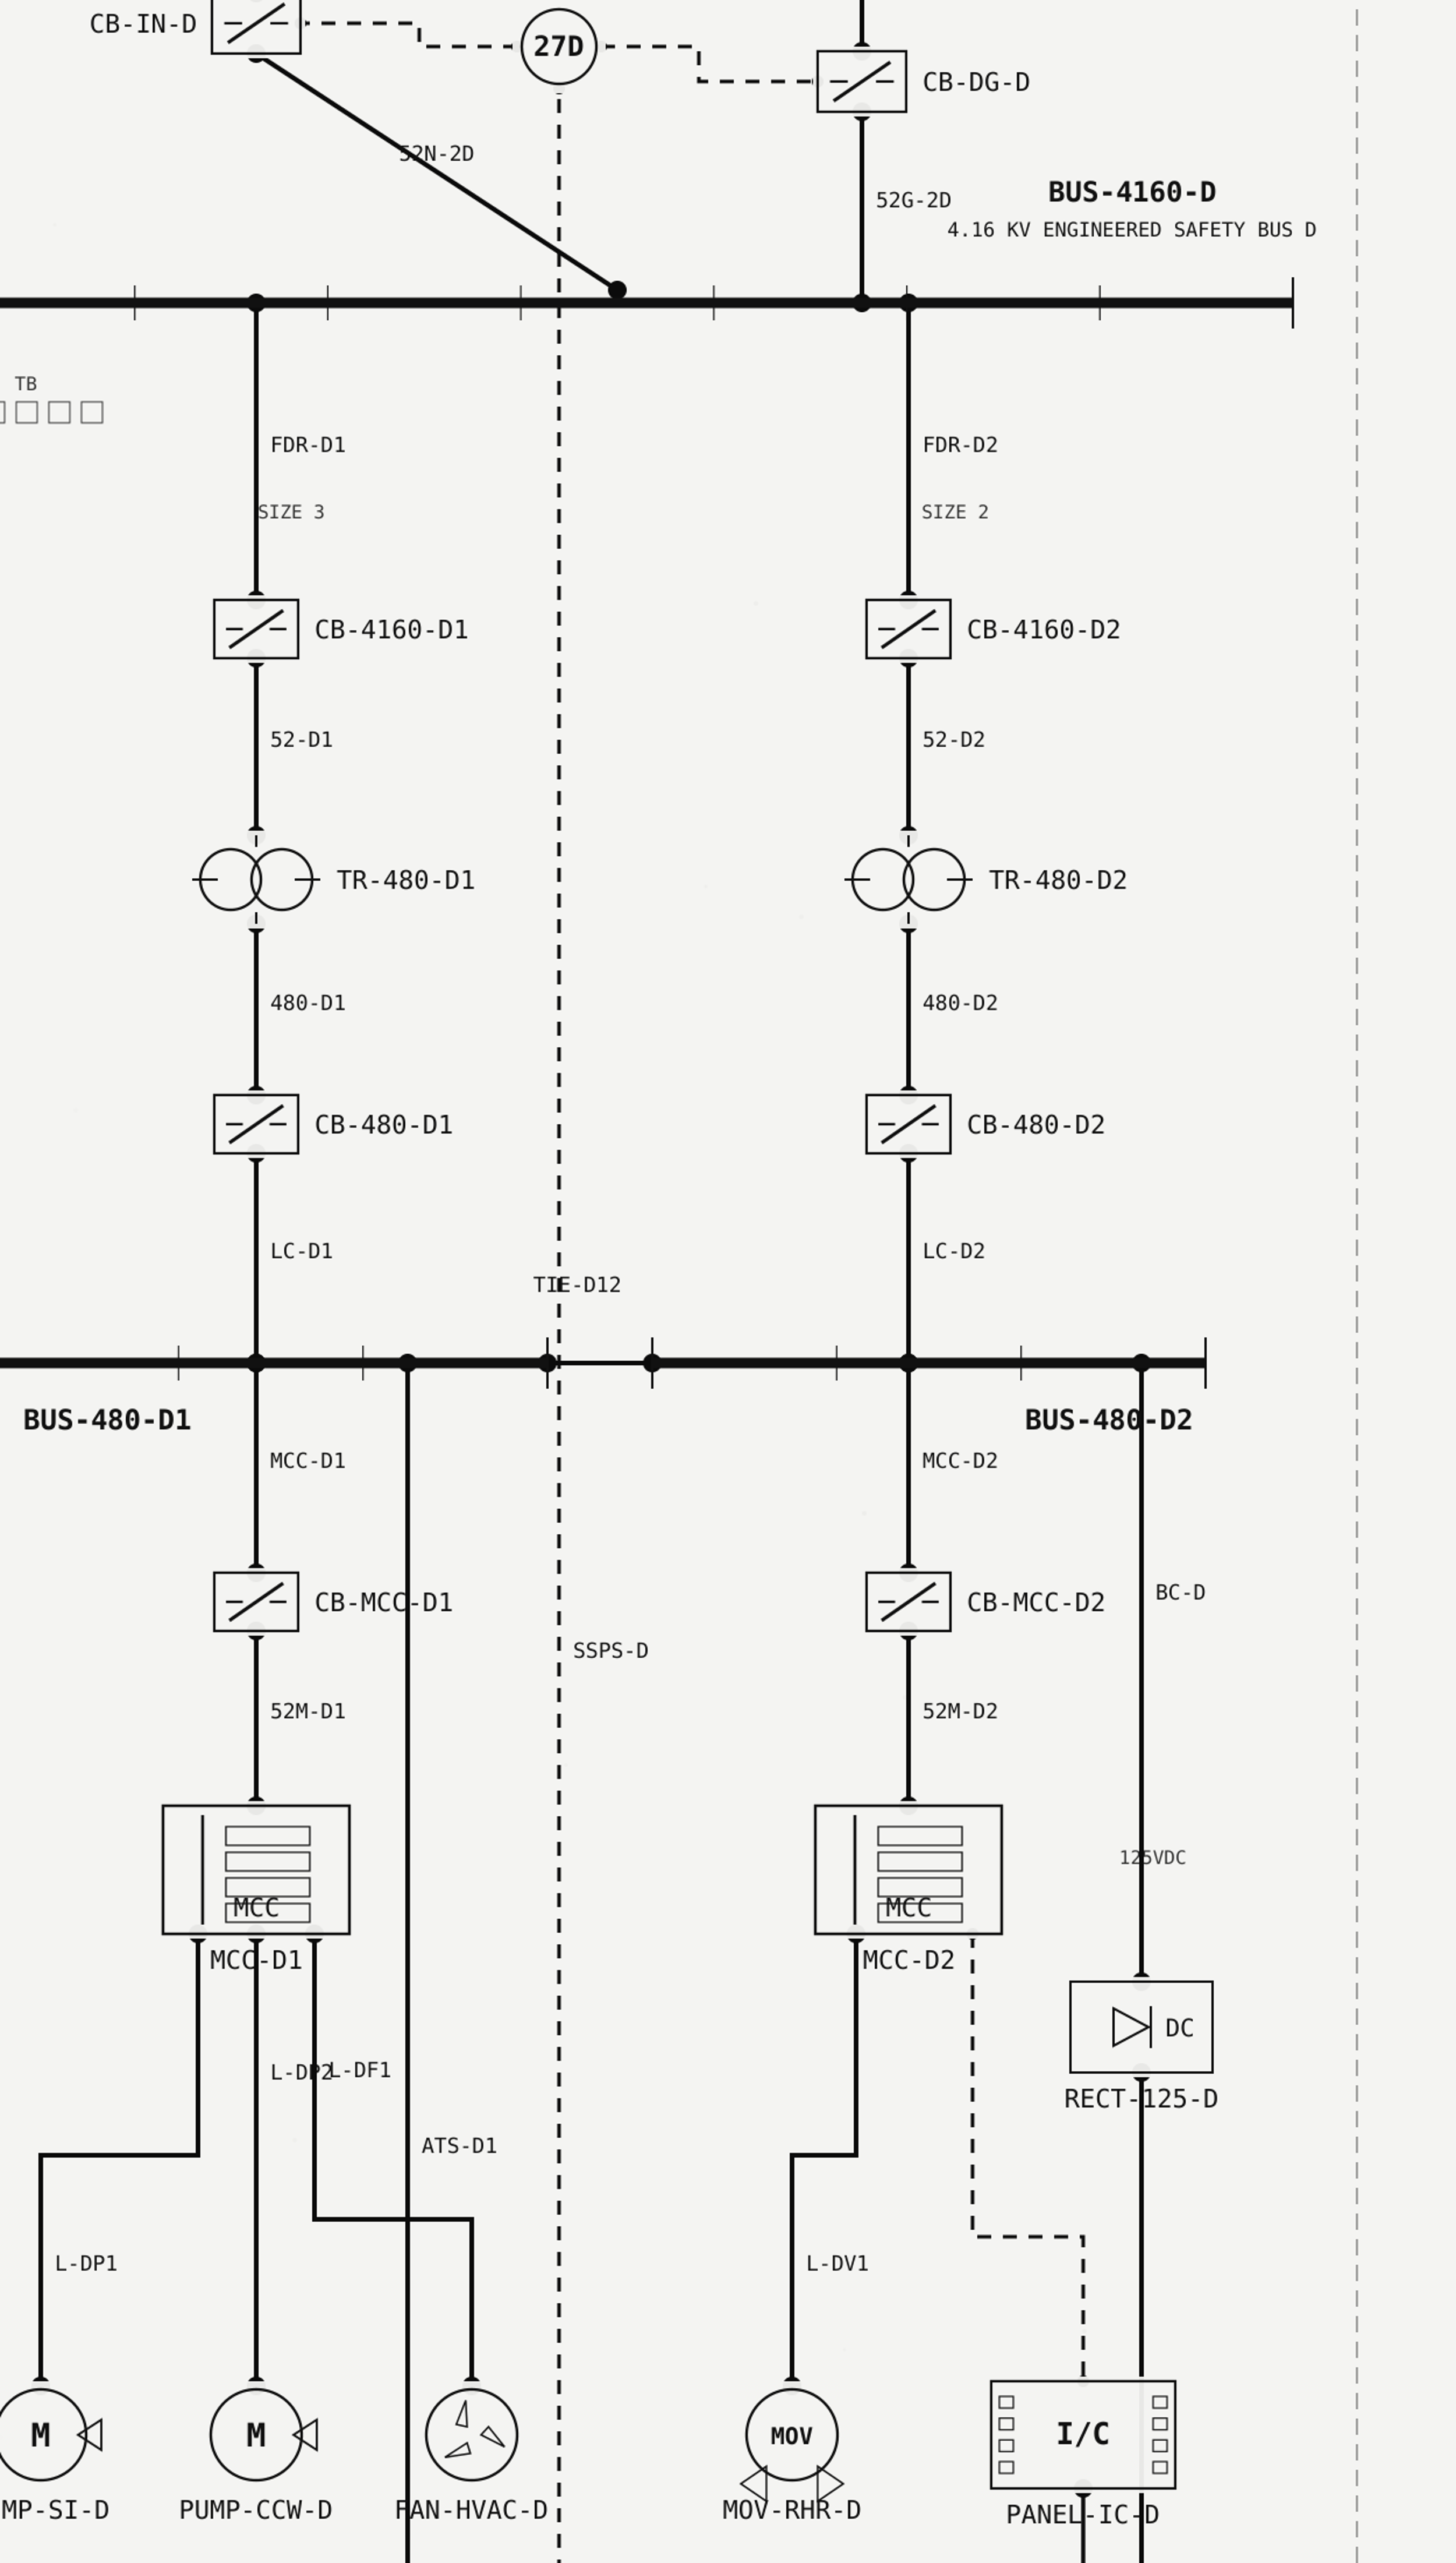 CB-IN-D
27D
CB-DG-D
52N-2D
52G-2D
BUS-4160-D
4.16 KV ENGINEERED SAFETY BUS D
TB
FDR-D1
FDR-D2
SIZE 3
SIZE 2
CB-4160-D1
CB-4160-D2
52-D1
52-D2
TR-480-D1
TR-480-D2
480-D1
480-D2
CB-480-D1
CB-480-D2
LC-D1
LC-D2
TIE-D12
BUS-480-D1
BUS-480-D2
MCC-D1
MCC-D2
CB-MCC-D1
CB-MCC-D2
BC-D
SSPS-D
52M-D1
52M-D2
125VDC
MCC
MCC
MCC-D1
MCC-D2
DC
L-DP2
L-DF1
RECT-125-D
ATS-D1
L-DP1
L-DV1
M
M
MOV
I/C
MP-SI-D
PUMP-CCW-D
FAN-HVAC-D
MOV-RHR-D
PANEL-IC-D